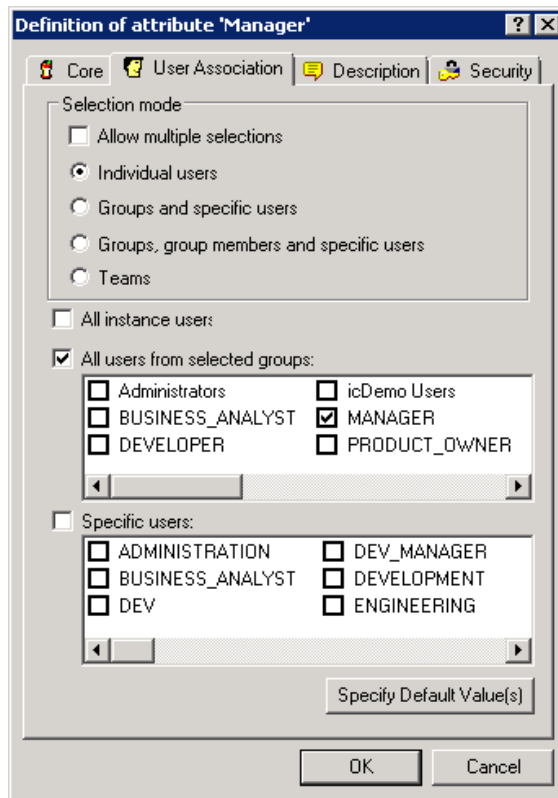 Definition of attribute 'Manager'
Core User Association Description Security
Selection mode
Allow multiple selections
Individual users
Groups and specific users
Groups, group members and specific users
Teams
All instance users
All users from selected groups:
Administrators icDemo Users
BUSINESS_ANALYST MANAGER
DEVELOPER PRODUCT_OWNER
Specific users:
ADMINISTRATION DEV_MANAGER
BUSINESS_ANALYST DEVELOPMENT
DEV ENGINEERING
Specify Default Value(s)
OK Cancel